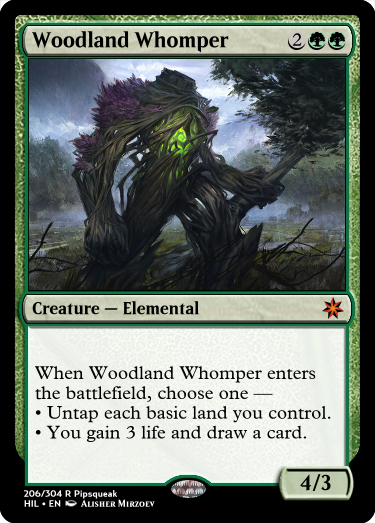 Woodland Whomper 2
Creature — Elemental
When Woodland Whomper enters
the battlefield, choose one —
• Untap each basic land you control.
• You gain 3 life and draw a card.
4/3
206/304 R Pipsqueak
HIL • EN Alisher Mirzoev